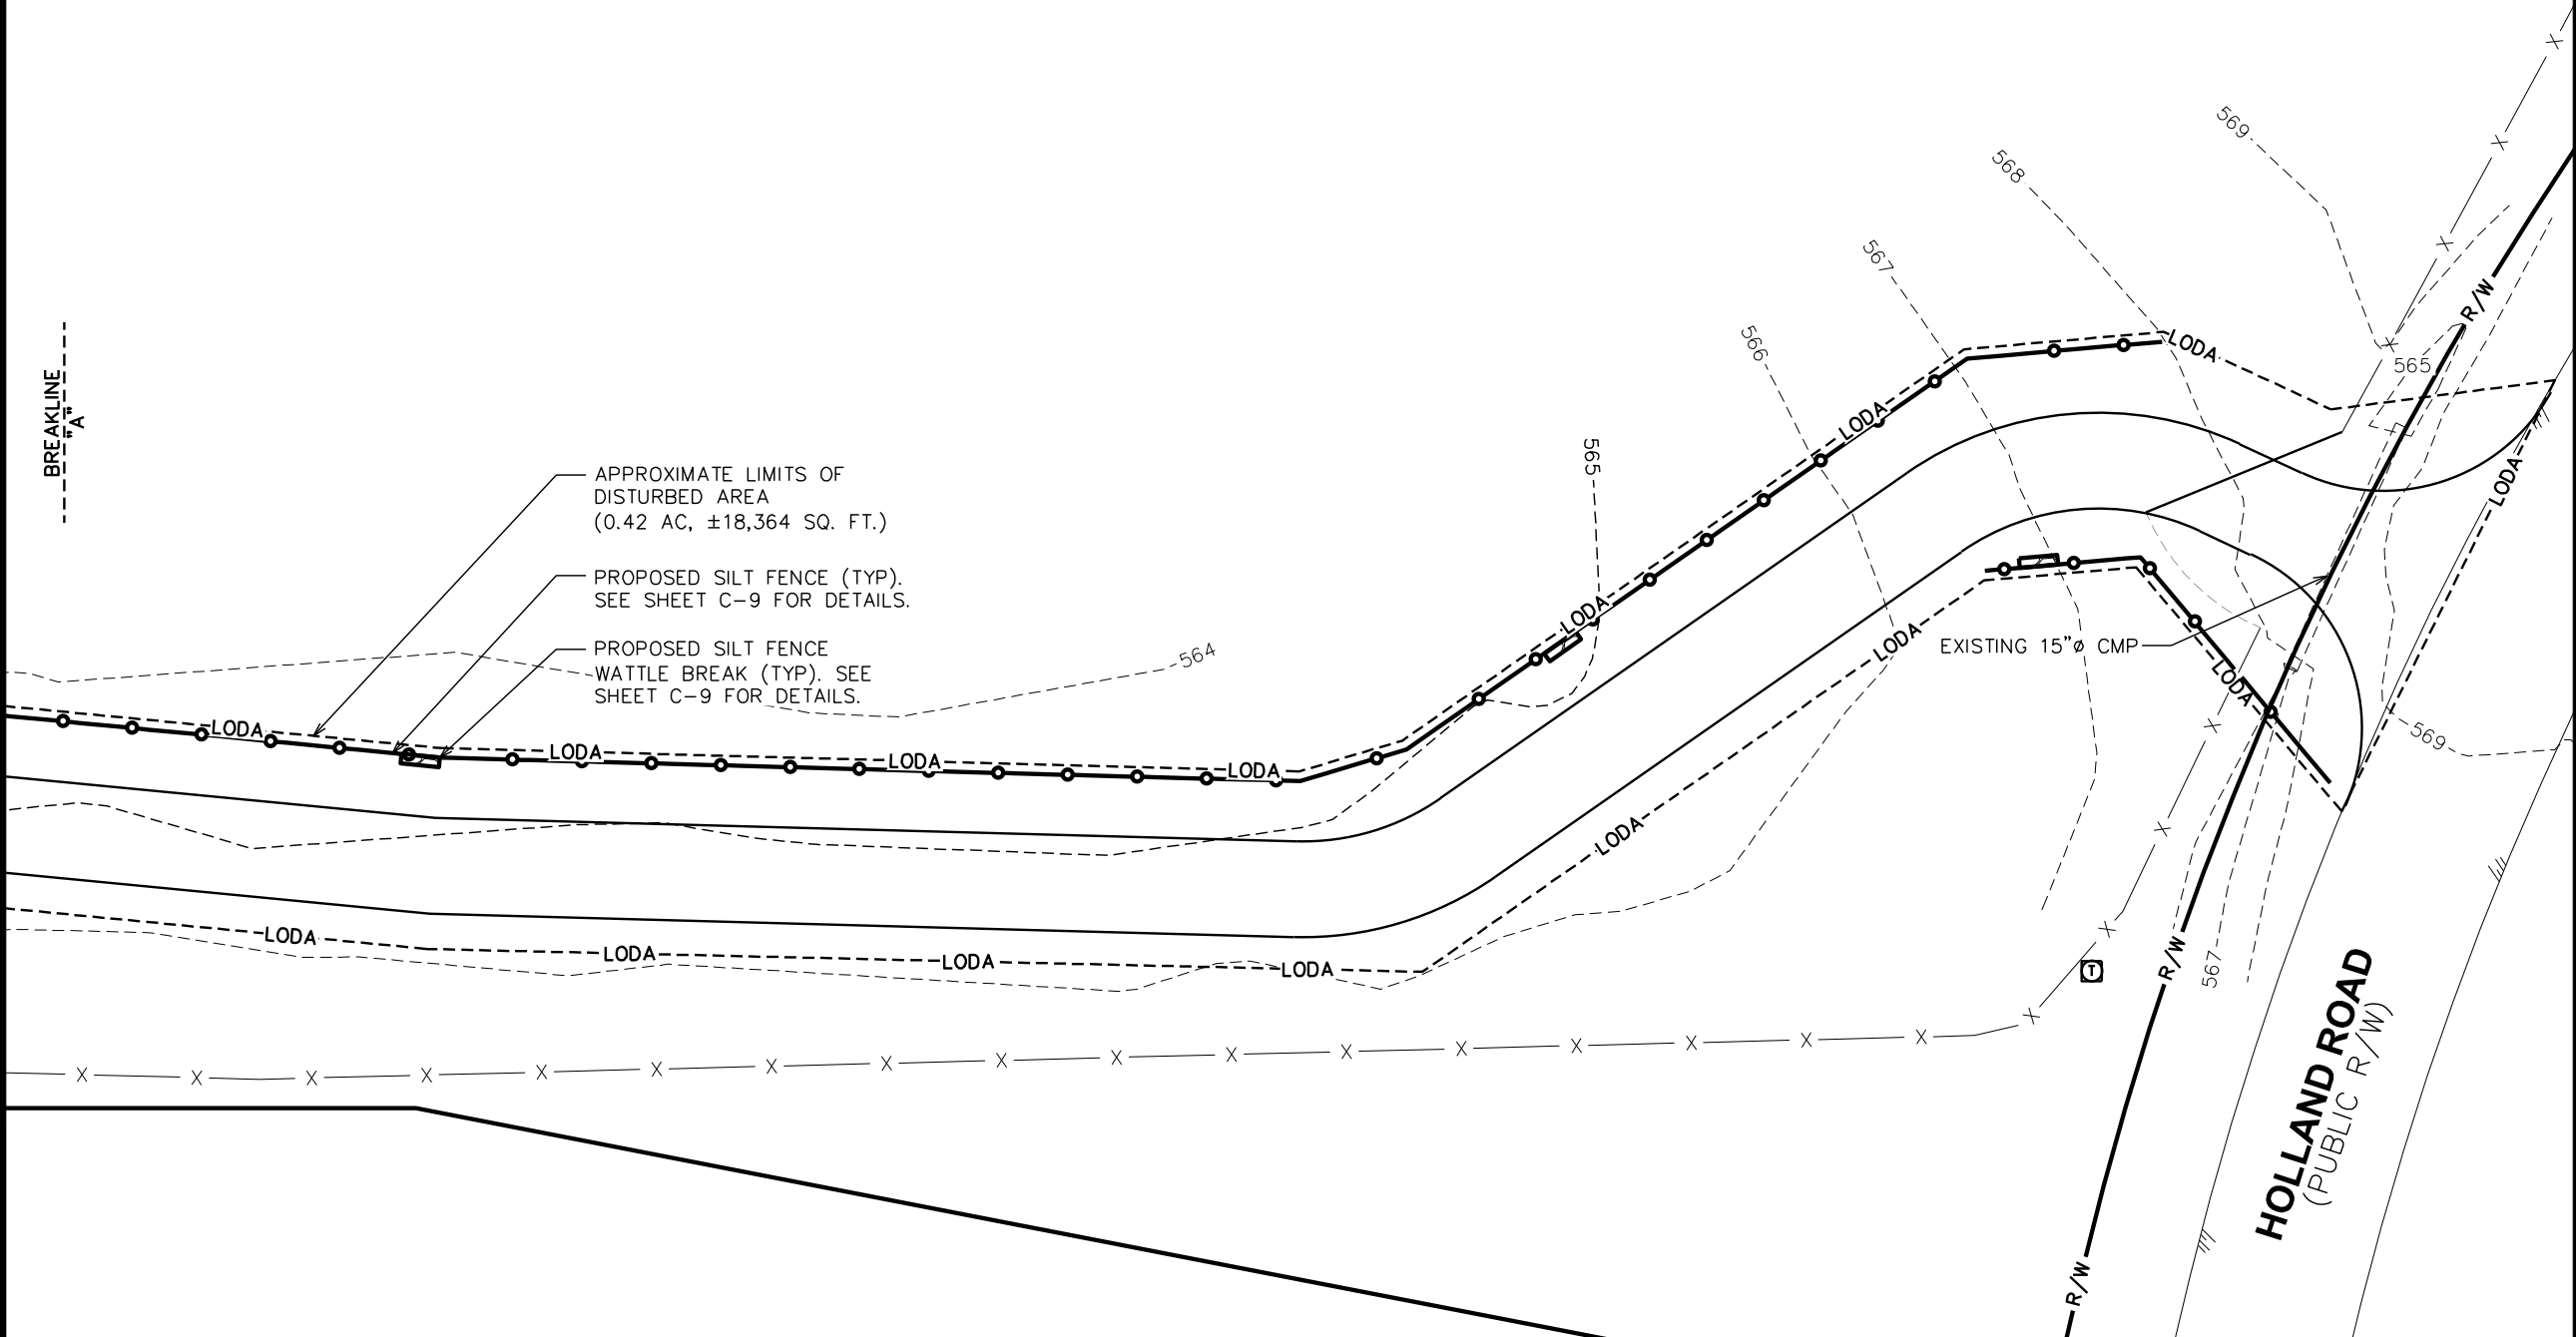 569
568
567
566
565
565
R/W
BREAKLINE
"A"
LODA
LODA
LODA
APPROXIMATE LIMITS OF
DISTURBED AREA
(0.42 AC, ±18,364 SQ. FT.)
PROPOSED SILT FENCE (TYP).
SEE SHEET C-9 FOR DETAILS.
PROPOSED SILT FENCE
WATTLE BREAK (TYP). SEE
SHEET C-9 FOR DETAILS.
564
LODA
LODA
EXISTING 15"ø CMP
LODA
569
LODA
LODA
LODA
LODA
LODA
LODA
LODA
LODA
LODA
T
R/W
567
HOLLAND ROAD
(PUBLIC R/W)
R/W